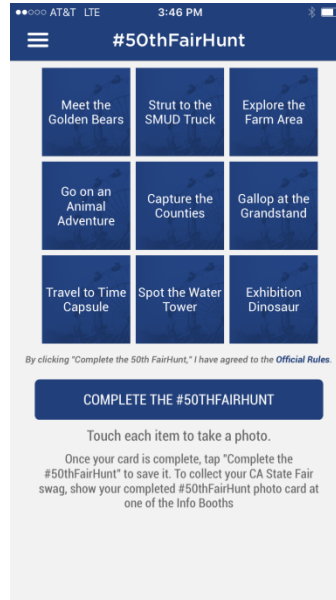 AT&T LTE 3:46 PM
#50thFairHunt
Meet the
Golden Bears
Strut to the
SMUD Truck
Explore the
Farm Area
Go on an
Animal
Adventure
Capture the
Counties
Gallop at the
Grandstand
Travel to Time
Capsule
Spot the Water
Tower
Exhibition
Dinosaur
By clicking "Complete the 50th FairHunt," I have agreed to the Official Rules.
COMPLETE THE #50THFAIRHUNT
Touch each item to take a photo.
Once your card is complete, tap "Complete the
#50thFairHunt" to save it. To collect your CA State Fair
swag, show your completed #50thFairHunt photo card at
one of the Info Booths